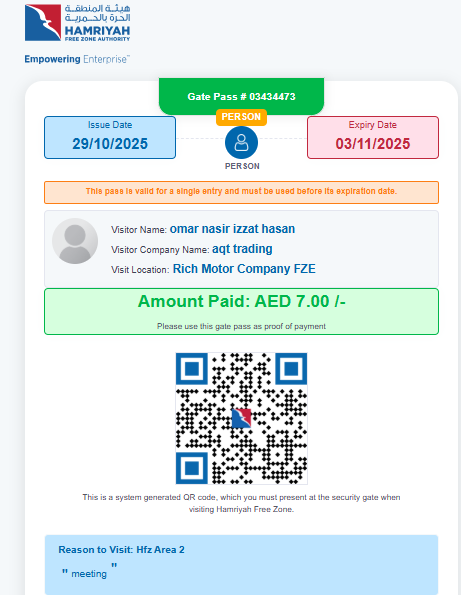 هيئة المنطقة
الحرة بالحمرية
HAMRIYAH
FREE ZONE AUTHORITY
Empowering Enterprise™
Gate Pass # 03434473
PERSON
Issue Date
29/10/2025
Expiry Date
03/11/2025
PERSON
This pass is valid for a single entry and must be used before its expiration date.
Visitor Name: omar nasir izzat hasan
Visitor Company Name: aqt trading
Visit Location: Rich Motor Company FZE
Amount Paid: AED 7.00 /-
Please use this gate pass as proof of payment
This is a system generated QR code, which you must present at the security gate when
visiting Hamriyah Free Zone.
Reason to Visit: Hfz Area 2
" meeting "